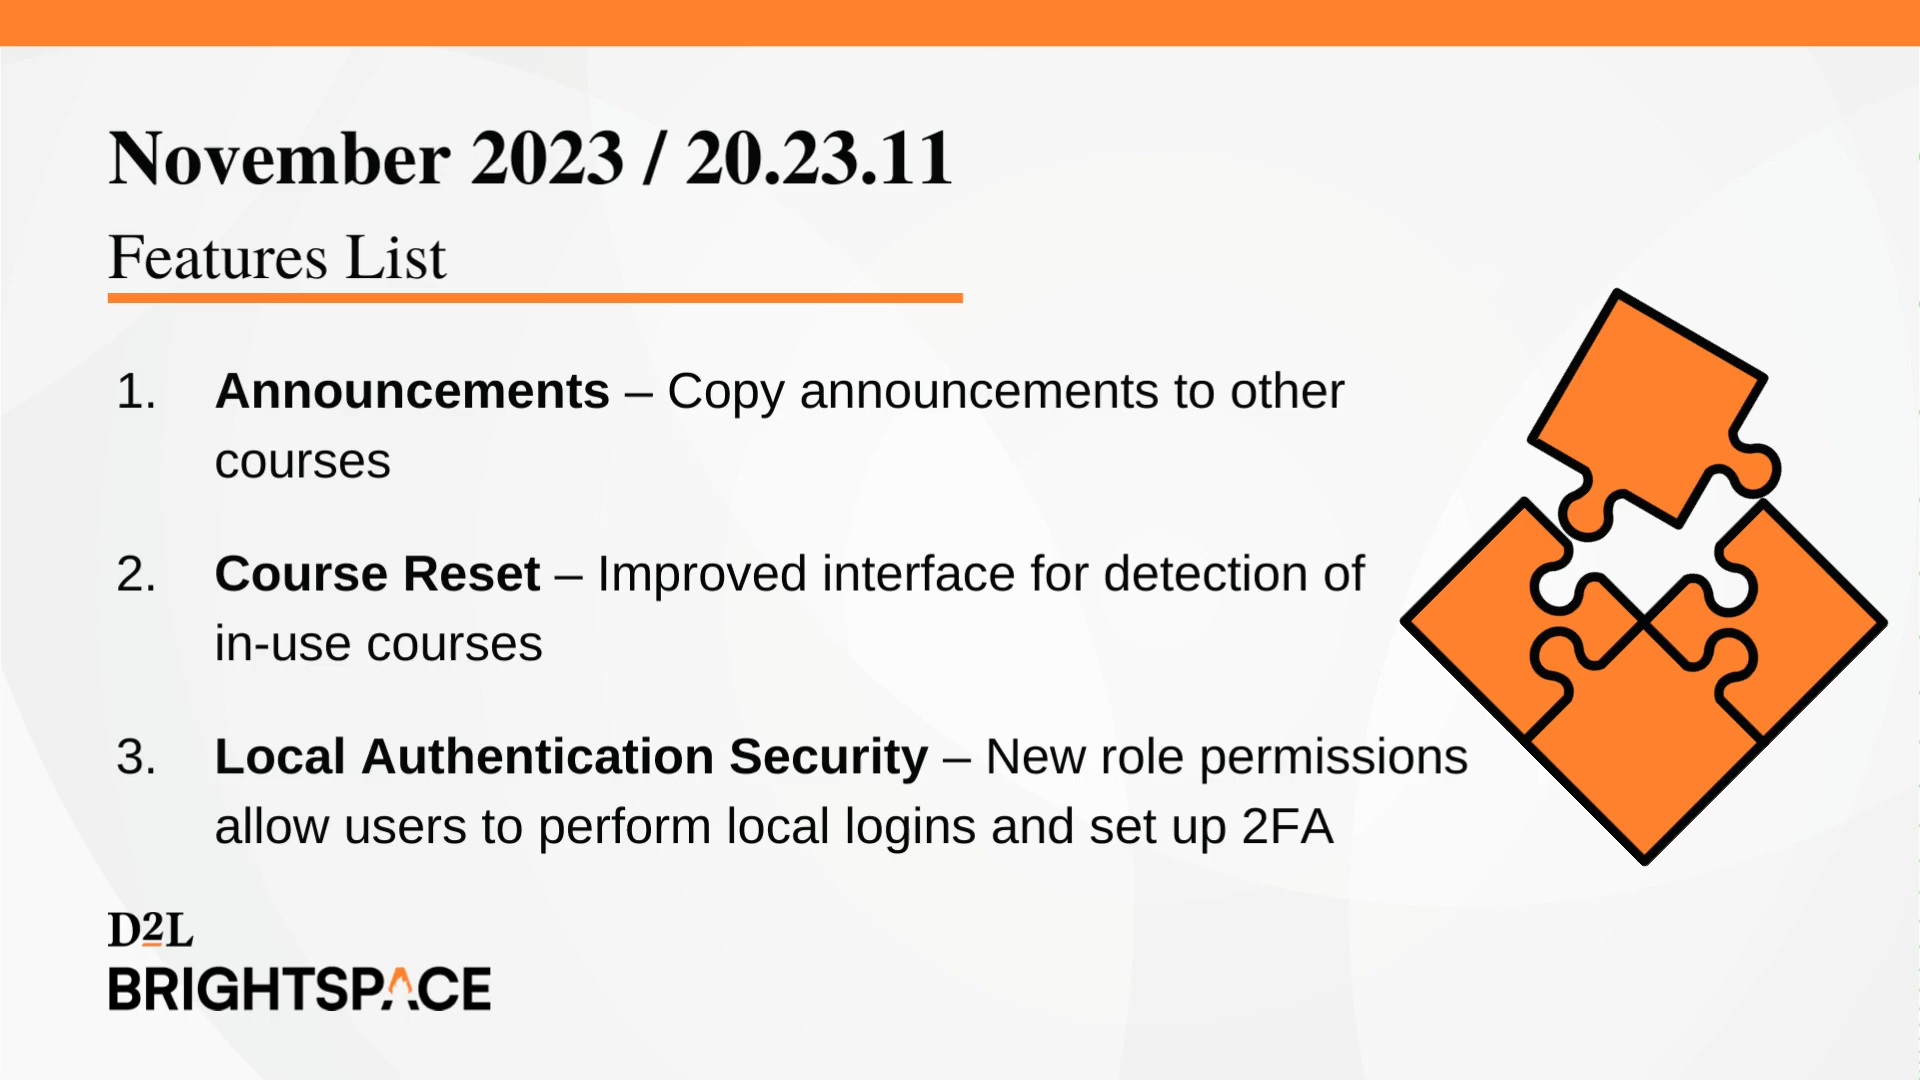 November 2023 / 20.23.11
Features List
1. Announcements – Copy announcements to other
courses
2. Course Reset – Improved interface for detection of
in-use courses
3. Local Authentication Security – New role permissions
allow users to perform local logins and set up 2FA
D2L
BRIGHTSPACE